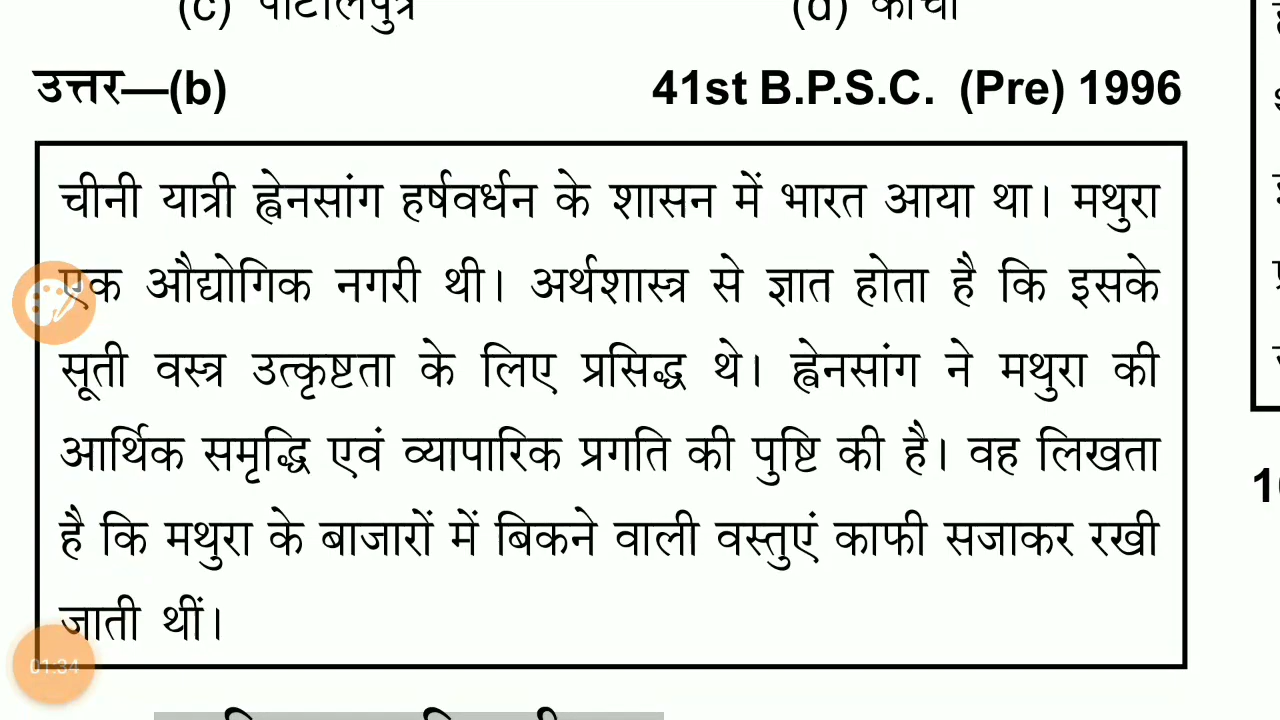 (c) पाटलिपुत्र (d) कांची
उत्तर—(b) 41st B.P.S.C. (Pre) 1996
चीनी यात्री ह्वेनसांग हर्षवर्धन के शासन में भारत आया था। मथुरा
एक औद्योगिक नगरी थी। अर्थशास्त्र से ज्ञात होता है कि इसके
सूती वस्त्र उत्कृष्टता के लिए प्रसिद्ध थे। ह्वेनसांग ने मथुरा की
आर्थिक समृद्धि एवं व्यापारिक प्रगति की पुष्टि की है। वह लिखता
है कि मथुरा के बाजारों में बिकने वाली वस्तुएं काफी सजाकर रखी
जाती थीं।
01:34